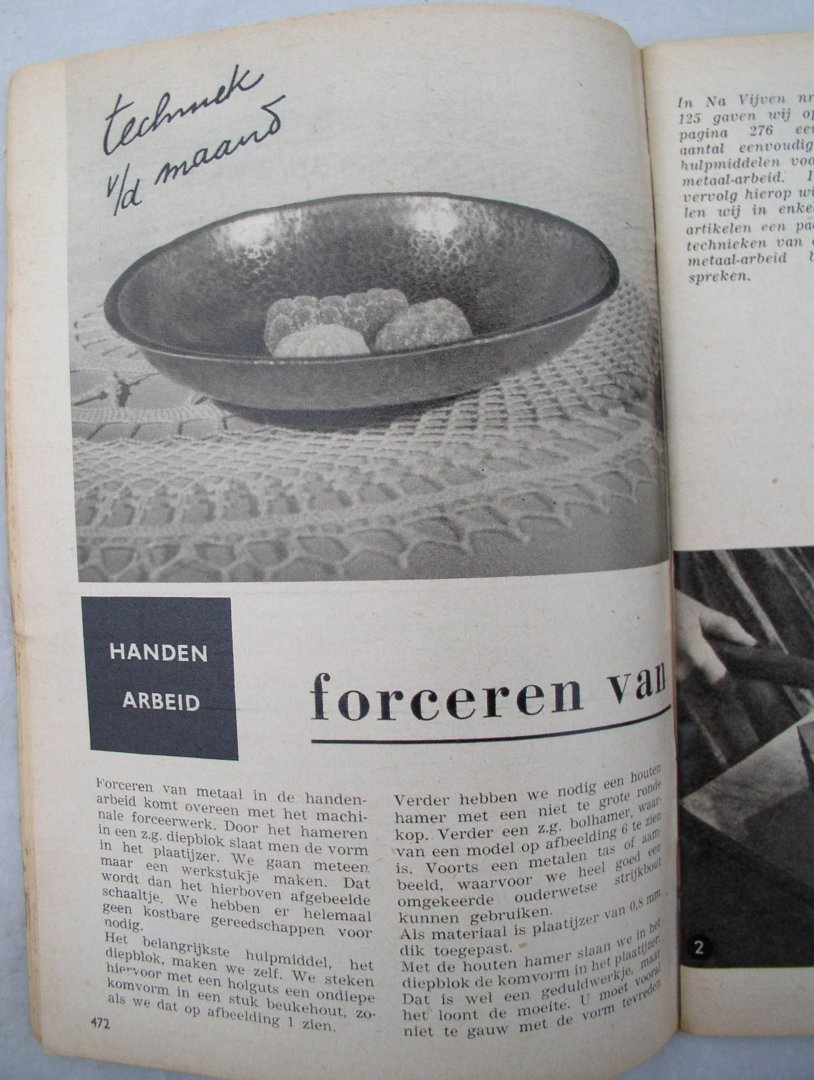 techniek
v/d maand
HANDEN
ARBEID
forceren van
Forceren van metaal in de handen-
arbeid komt overeen met het machi-
nale forceerwerk. Door het hameren
in een z.g. diepblok slaat men de vorm
in het plaatijzer. We gaan meteen
maar een werkstukje maken. Dat
wordt dan het hierboven afgebeelde
schaaltje. We hebben er helemaal
geen kostbare gereedschappen voor
nodig.
Het belangrijkste hulpmiddel, het
diepblok, maken we zelf. We steken
hiervoor met een holguts een ondiepe
komvorm in een stuk beukehout, zo-
als we dat op afbeelding 1 zien.
472
Verder hebben we nodig een houten
hamer met een niet te grote ronde
kop. Verder een z.g. bolhamer, waar-
van een model op afbeelding 6 te zien
is. Voorts een metalen tas of aam-
beeld, waarvoor we heel goed een
omgekeerde ouderwetse strijkbout
kunnen gebruiken.
Als materiaal is plaatijzer van 0,8 mm
dik toegepast.
Met de houten hamer slaan we in het
diepblok de komvorm in het plaatijzer.
Dat is wel een geduldwerkje, maar
het loont de moeite. U moet vooral
niet te gauw met de vorm tevreden
In Na Vijven nr
125 gaven wij op
pagina 276 een
aantal eenvoudig
hulpmiddelen voo
metaal-arbeid. I
vervolg hierop wi
len wij in enke
artikelen een paa
technieken van d
metaal-arbeid b
spreken.
2